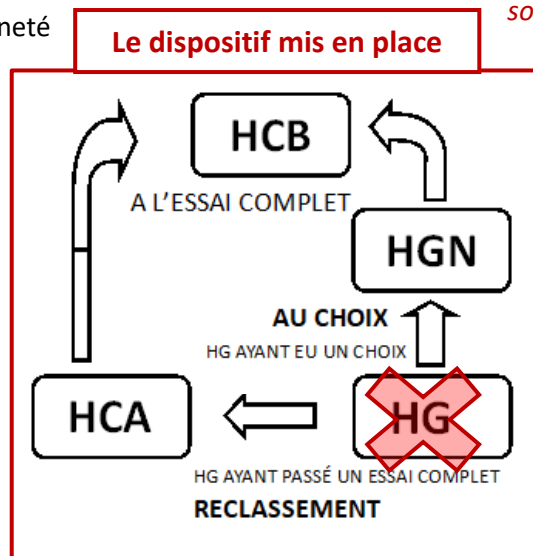 neté
so
Le dispositif mis en place
HCB
A L'ESSAI COMPLET
HGN
AU CHOIX
HG AYANT EU UN CHOIX
HCA
HG
HG AYANT PASSÉ UN ESSAI COMPLET
RECLASSEMENT